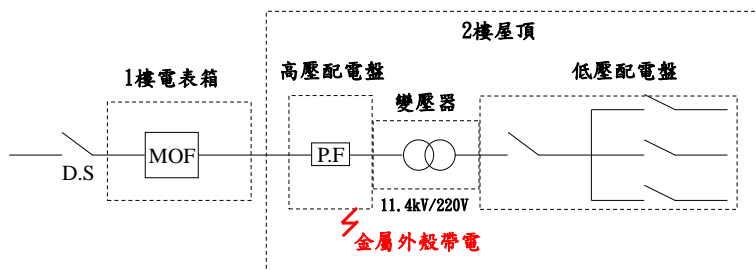 2樓屋頂
1樓電表箱
高壓配電盤
低壓配電盤
變壓器
D.S
MOF
P.F
11.4kV/220V
金屬外殼帶電